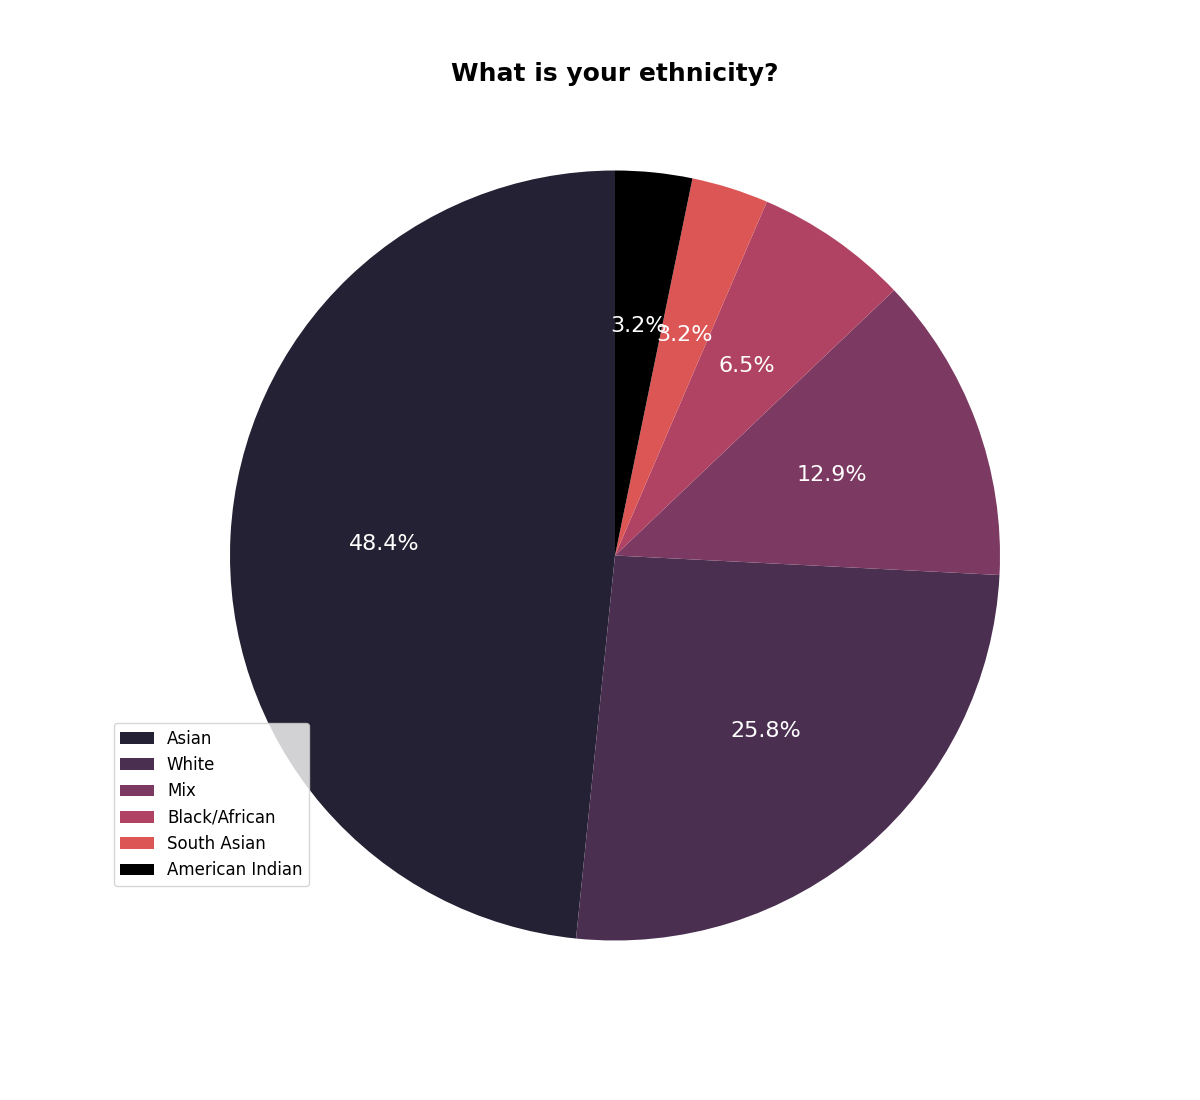 What is your ethnicity?
3.2%
3.2%
6.5%
12.9%
48.4%
25.8%
Asian
White
Mix
Black/African
South Asian
American Indian